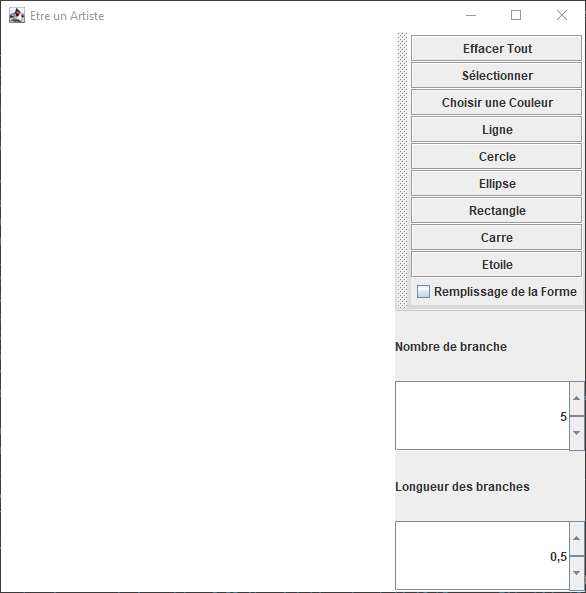 Etre un Artiste
Effacer Tout
Sélectionner
Choisir une Couleur
Ligne
Cercle
Ellipse
Rectangle
Carre
Etoile
Remplissage de la Forme
Nombre de branche
5
Longueur des branches
0,5